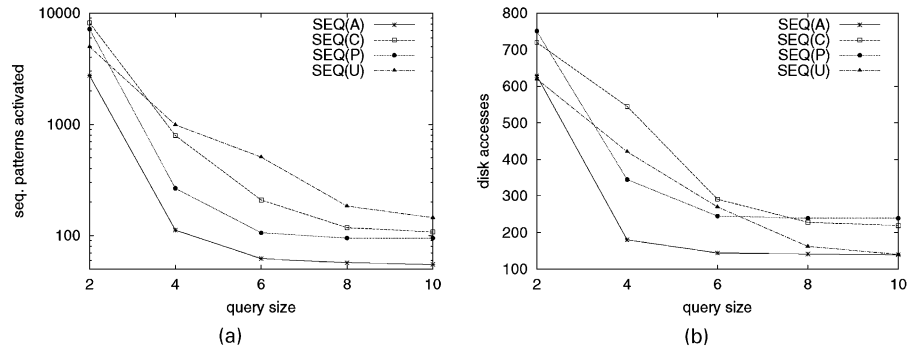 10000
1000
100
seq. patterns activated
2 4 6 8 10
query size
SEQ(A)
SEQ(C)
SEQ(P)
SEQ(U)
(a)
800
700
600
500
400
300
200
100
disk accesses
2 4 6 8 10
query size
SEQ(A)
SEQ(C)
SEQ(P)
SEQ(U)
(b)